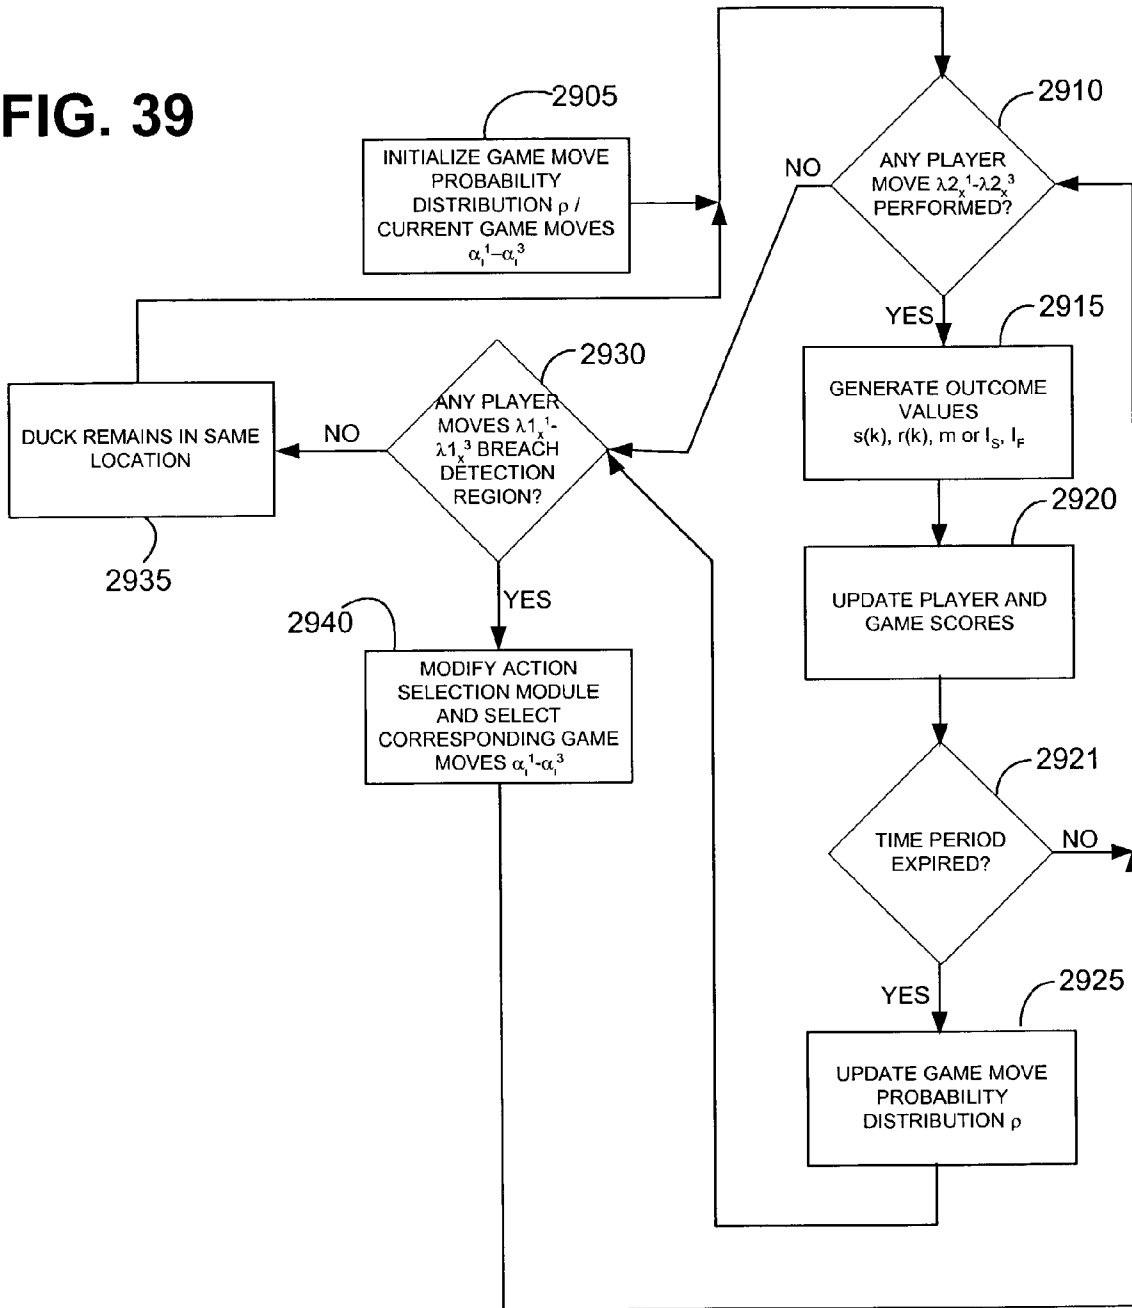 FIG. 39
2905
INITIALIZE GAME MOVE
PROBABILITY
DISTRIBUTION ρ /
CURRENT GAME MOVES
αᵢ¹–αᵢ³
2910
ANY PLAYER
MOVE λ2ₓ¹-λ2ₓ³
PERFORMED?
NO
YES
2915
GENERATE OUTCOME
VALUES
s(k), r(k), m or I_S, I_F
2920
UPDATE PLAYER AND
GAME SCORES
2921
TIME PERIOD
EXPIRED?
NO
YES
2925
UPDATE GAME MOVE
PROBABILITY
DISTRIBUTION ρ
2930
ANY PLAYER
MOVES λ1ₓ¹-
λ1ₓ³ BREACH
DETECTION
REGION?
NO
YES
DUCK REMAINS IN SAME
LOCATION
2935
2940
MODIFY ACTION
SELECTION MODULE
AND SELECT
CORRESPONDING GAME
MOVES αᵢ¹-αᵢ³